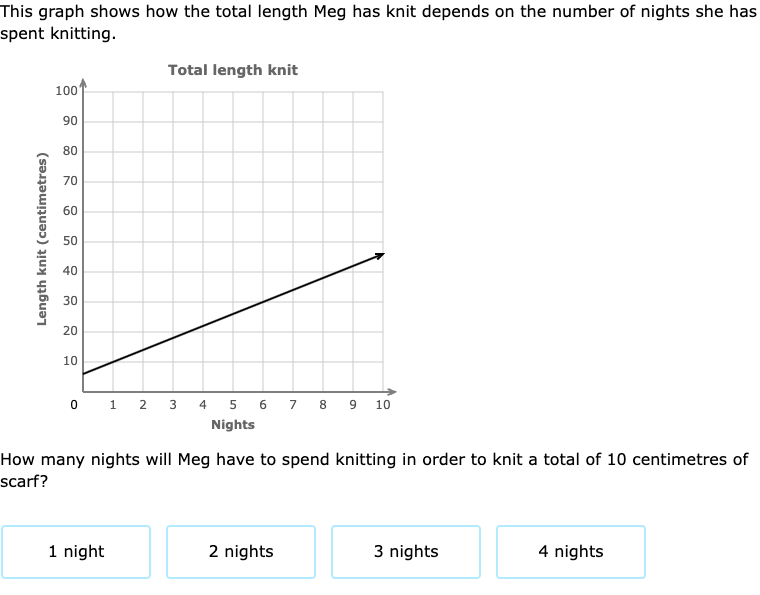 This graph shows how the total length Meg has knit depends on the number of nights she has
spent knitting.
Total length knit
100
90
80
70
60
50
40
30
20
10
Length knit (centimetres)
0 1 2 3 4 5 6 7 8 9 10
Nights
How many nights will Meg have to spend knitting in order to knit a total of 10 centimetres of
scarf?
1 night 2 nights 3 nights 4 nights